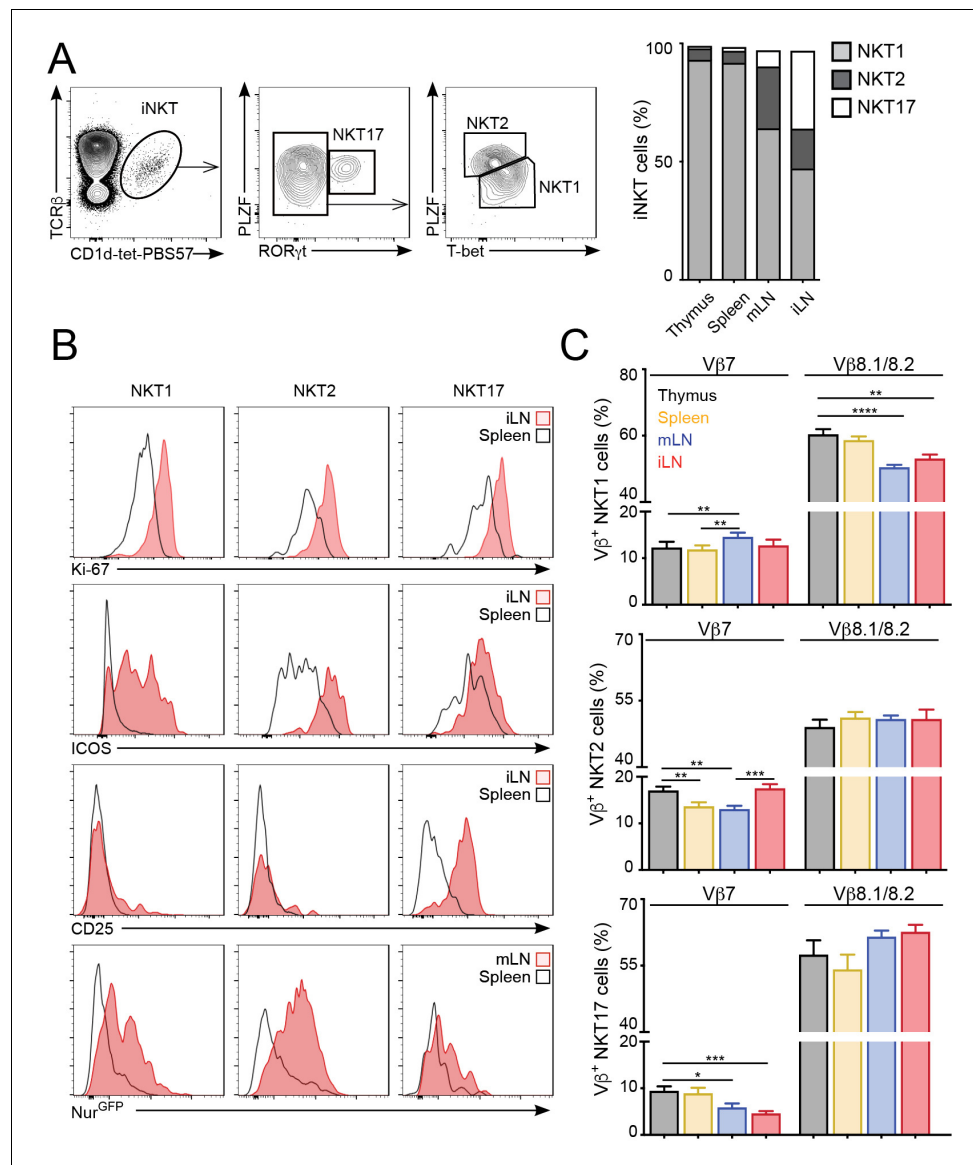 A
iNKT
TCRβ
CD1d-tet-PBS57
NKT17
PLZF
RORγt
NKT2
NKT1
PLZF
T-bet
100
50
0
iNKT cells (%)
Thymus
Spleen
mLN
iLN
NKT1
NKT2
NKT17
B
NKT1
NKT2
NKT17
iLN
Spleen
Ki-67
iLN
Spleen
ICOS
iLN
Spleen
CD25
mLN
Spleen
NurGFP
C
Vβ7
Vβ8.1/8.2
80
60
40
20
10
0
Vβ+ NKT1 cells (%)
Thymus
Spleen
mLN
iLN
**
**
**
****
Vβ7
Vβ8.1/8.2
70
55
40
20
10
0
Vβ+ NKT2 cells (%)
**
**
***
Vβ7
Vβ8.1/8.2
70
55
40
20
10
0
Vβ+ NKT17 cells (%)
***
*